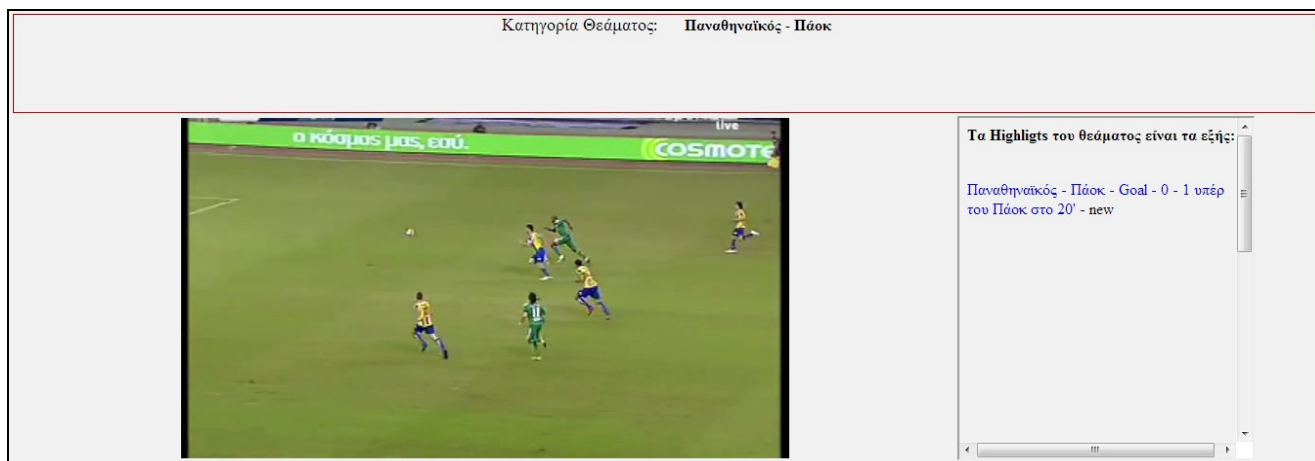 Κατηγορία Θεάματος: Παναθηναϊκός - Πάοκ
live
ο κόσμος μας, εσύ.
COSMOTE
11
Τα Highligts του θεάματος είναι τα εξής:
Παναθηναϊκός - Πάοκ - Goal - 0 - 1 υπέρ
του Πάοκ στο 20' - new